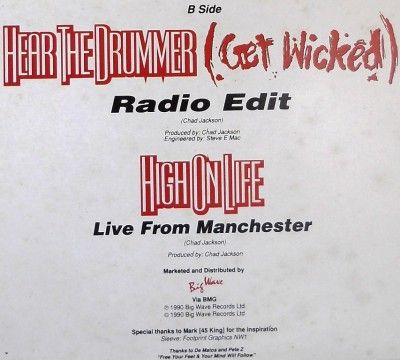 B Side
HEAR THE DRUMMER (Get Wicked)
Radio Edit
(Chad Jackson)
Produced by: Chad Jackson
Engineered by: Steve E Mac
HIGH ON LIFE
Live From Manchester
(Chad Jackson)
Produced by: Chad Jackson
Marketed and Distributed by
Big Wave
Via BMG
℗ 1990 Big Wave Records Ltd
© 1990 Big Wave Records Ltd
Special thanks to Mark [45 King] for the inspiration
Sleeve: Footprint Graphics NW1
Thanks to De Matos and Pete Z
"Free Your Feel & Your Mind Will Follow"